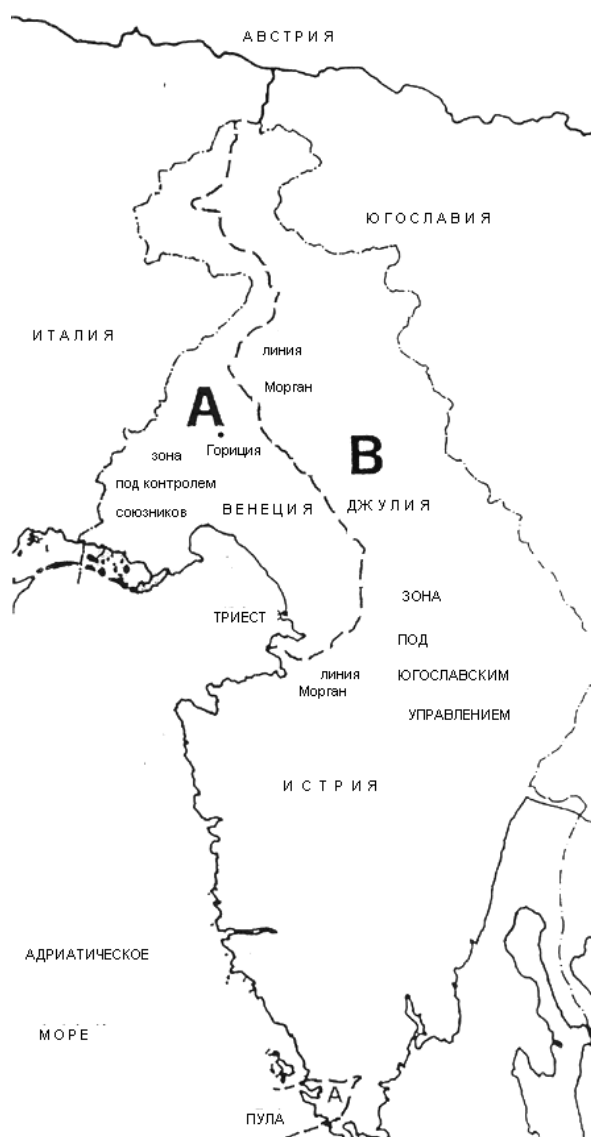 АВСТРИЯ
ЮГОСЛАВИЯ
ИТАЛИЯ
линия
Морган
А
Гориция
В
зона
под контролем
союзников
ВЕНЕЦИЯ ДЖУЛИЯ
ЗОНА
ТРИЕСТ
ПОД
линия
Морган
ЮГОСЛАВСКИМ
УПРАВЛЕНИЕМ
ИСТРИЯ
АДРИАТИЧЕСКОЕ
МОРЕ
А
ПУЛА